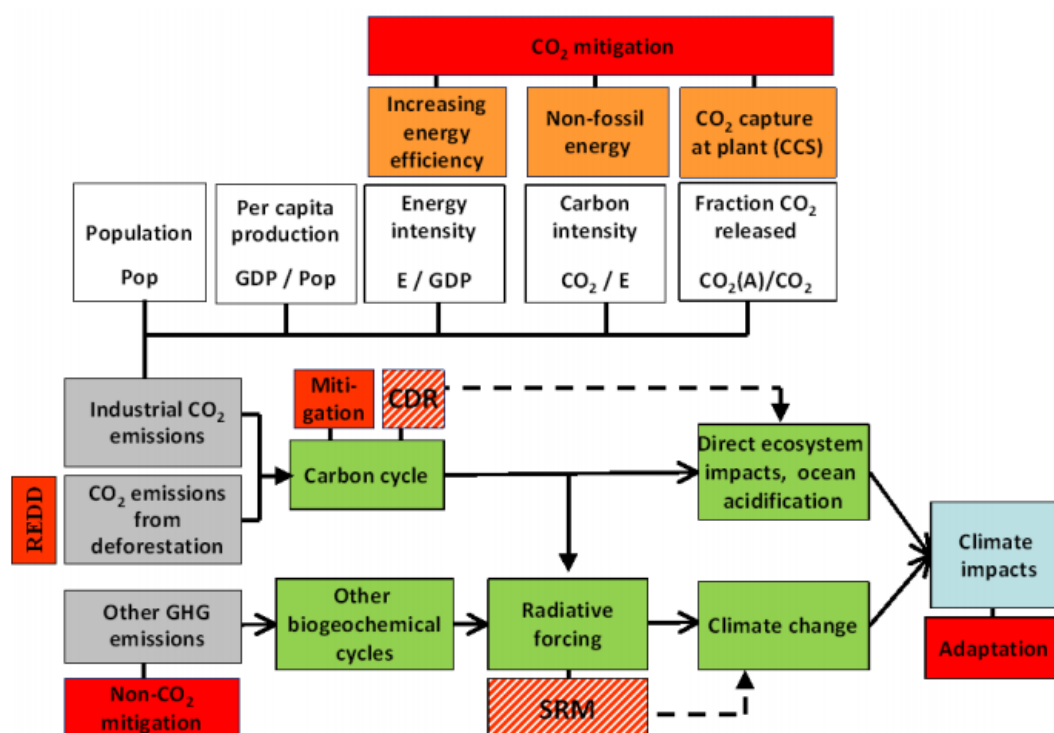 CO₂ mitigation
Increasing
energy
efficiency
Non-fossil
energy
CO₂ capture
at plant (CCS)
Population
Pop
Per capita
production
GDP / Pop
Energy
intensity
E / GDP
Carbon
intensity
CO₂ / E
Fraction CO₂
released
CO₂(A)/CO₂
Industrial CO₂
emissions
Miti-
gation
CDR
Carbon cycle
Direct ecosystem
impacts, ocean
acidification
REDD
CO₂ emissions
from
deforestation
Climate
impacts
Adaptation
Other GHG
emissions
Other
biogeochemical
cycles
Radiative
forcing
Climate change
Non-CO₂
mitigation
SRM